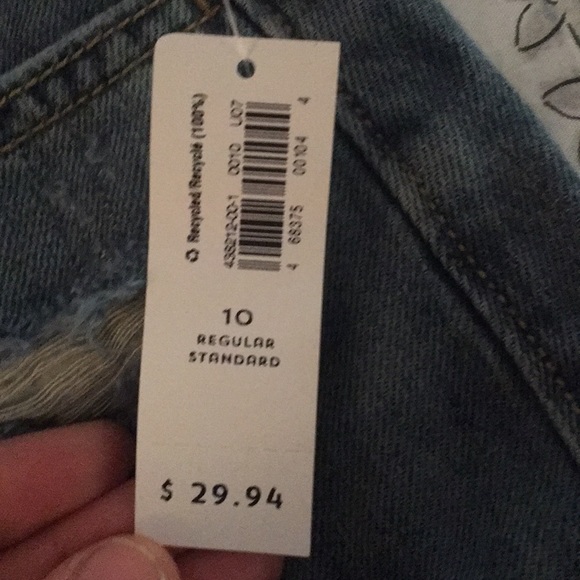 ♻ Recycled Recyclé (100%)
438212-00-1 0010 U07
4 68375 00104 4
10
REGULAR
STANDARD
$ 29.94